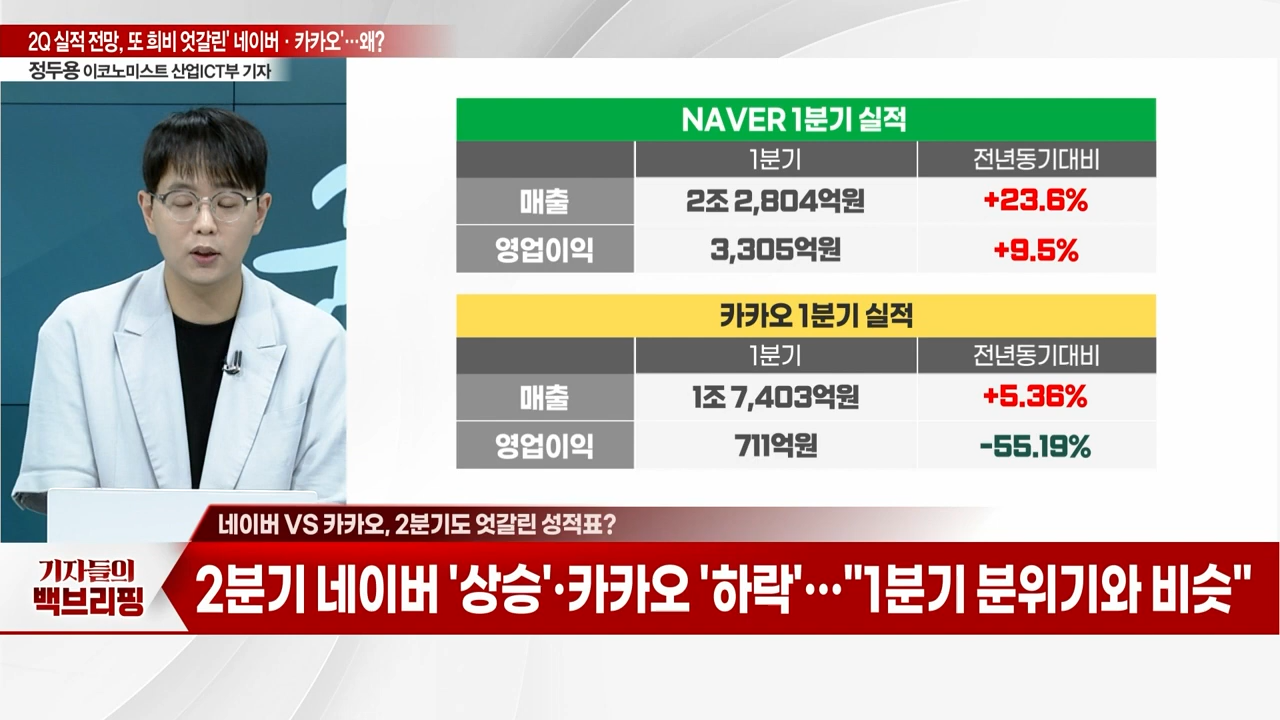 2Q 실적 전망, 또 희비 엇갈린' 네이버 · 카카오'…왜?
정두용 이코노미스트 산업ICT부 기자
NAVER 1분기 실적
1분기 전년동기대비
매출 2조 2,804억원 +23.6%
영업이익 3,305억원 +9.5%
카카오 1분기 실적
1분기 전년동기대비
매출 1조 7,403억원 +5.36%
영업이익 711억원 -55.19%
네이버 VS 카카오, 2분기도 엇갈린 성적표?
기자들의
백브리핑
2분기 네이버 '상승'·카카오 '하락'…"1분기 분위기와 비슷"